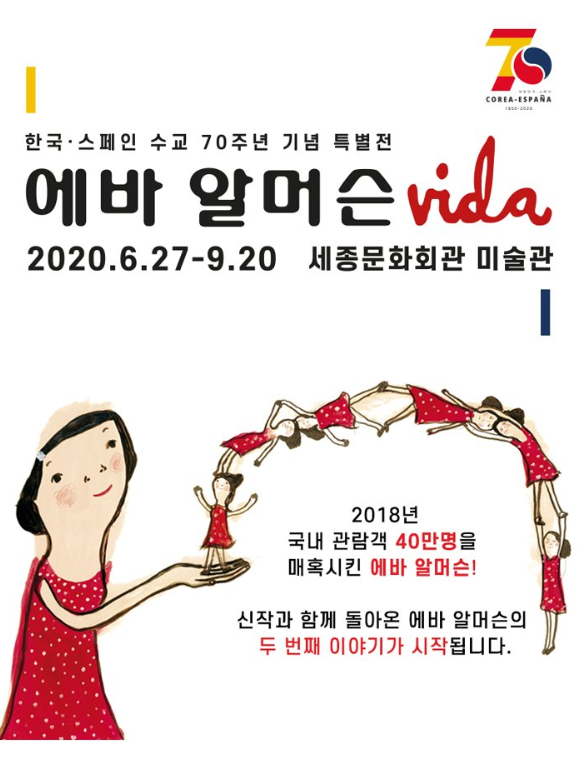 70
COREA-ESPAÑA
1950-2020
한국·스페인 수교 70주년 기념 특별전
에바 알머슨 vida
2020.6.27-9.20 세종문화회관 미술관
2018년
국내 관람객 40만명을
매혹시킨 에바 알머슨!
신작과 함께 돌아온 에바 알머슨의
두 번째 이야기가 시작됩니다.